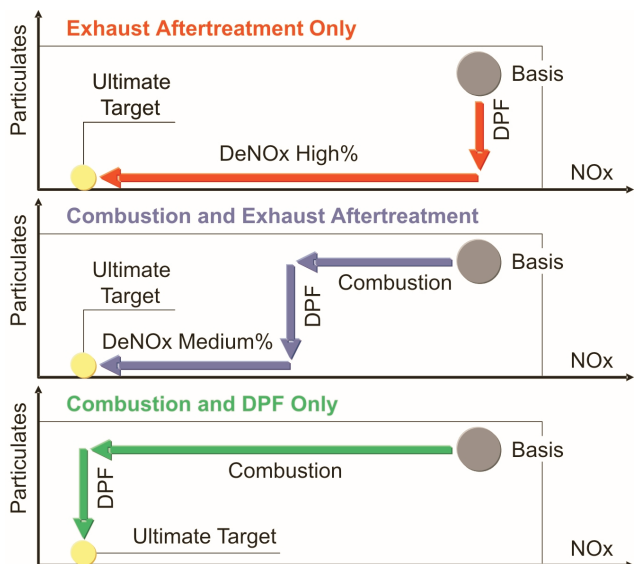 Exhaust Aftertreatment Only
Particulates
Ultimate
Target
Basis
DPF
DeNOx High%
NOx
Combustion and Exhaust Aftertreatment
Particulates
Ultimate
Target
Basis
Combustion
DPF
DeNOx Medium%
NOx
Combustion and DPF Only
Particulates
Basis
Combustion
DPF
Ultimate Target
NOx